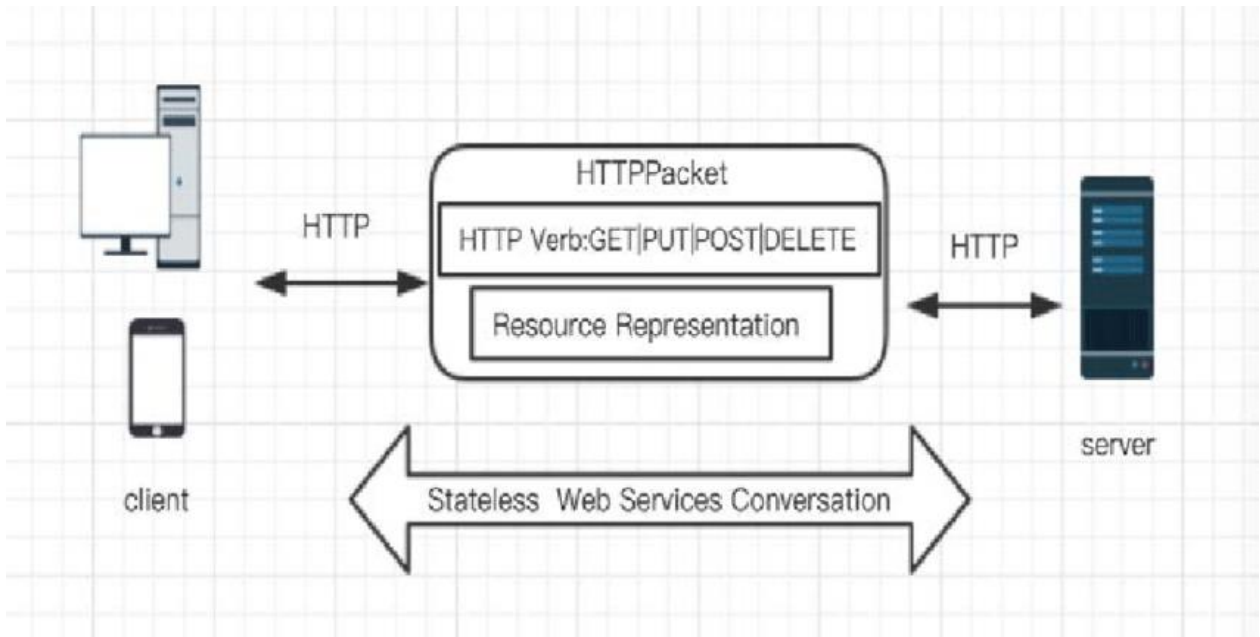 HTTPPacket
HTTP
HTTP Verb:GET|PUT|POST|DELETE
HTTP
Resource Representation
server
client
Stateless Web Services Conversation